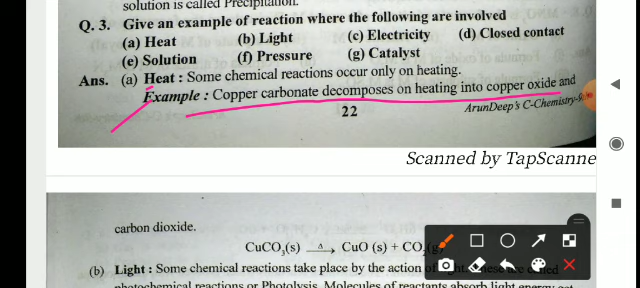 solution is called Precipitation.
Q. 3. Give an example of reaction where the following are involved
(a) Heat (b) Light (c) Electricity (d) Closed contact
(e) Solution (f) Pressure (g) Catalyst
Ans. (a) Heat : Some chemical reactions occur only on heating.
Example : Copper carbonate decomposes on heating into copper oxide and
22 ArunDeep's C-Chemistry-9
Scanned by TapScanne
carbon dioxide.
CuCO₃(s) —Δ→ CuO (s) + CO₂(g)
(b) Light : Some chemical reactions take place by the action of
photochemical reactions or Photolysis. Molecules of reactants absorb light energy